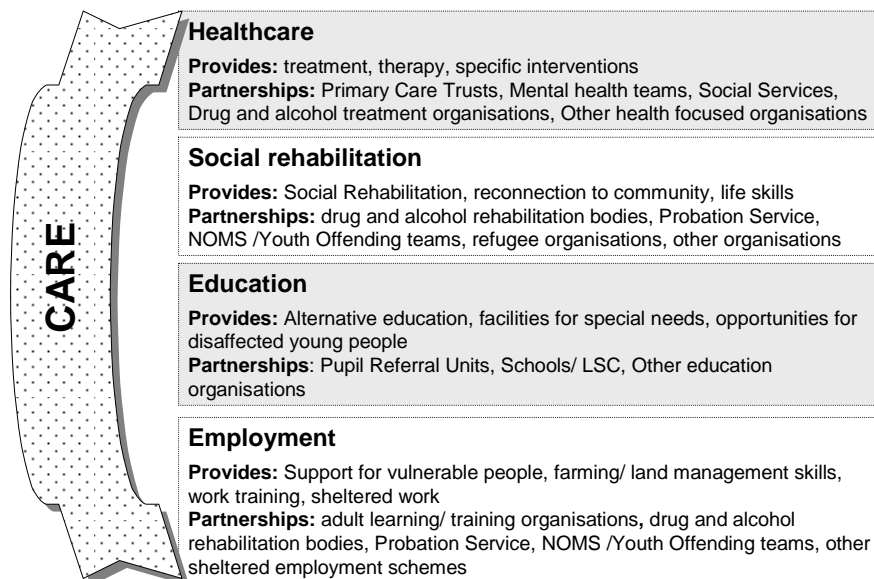 CARE
Healthcare
Provides: treatment, therapy, specific interventions
Partnerships: Primary Care Trusts, Mental health teams, Social Services,
Drug and alcohol treatment organisations, Other health focused organisations
Social rehabilitation
Provides: Social Rehabilitation, reconnection to community, life skills
Partnerships: drug and alcohol rehabilitation bodies, Probation Service,
NOMS /Youth Offending teams, refugee organisations, other organisations
Education
Provides: Alternative education, facilities for special needs, opportunities for
disaffected young people
Partnerships: Pupil Referral Units, Schools/ LSC, Other education
organisations
Employment
Provides: Support for vulnerable people, farming/ land management skills,
work training, sheltered work
Partnerships: adult learning/ training organisations, drug and alcohol
rehabilitation bodies, Probation Service, NOMS /Youth Offending teams, other
sheltered employment schemes